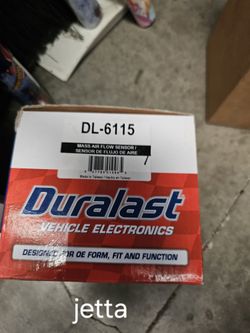 DL-6115
MASS AIR FLOW SENSOR /
SENSOR DE FLUJO DE AIRE
Duralast
VEHICLE ELECTRONICS
DESIGNED FOR OE FORM, FIT AND FUNCTION
jetta